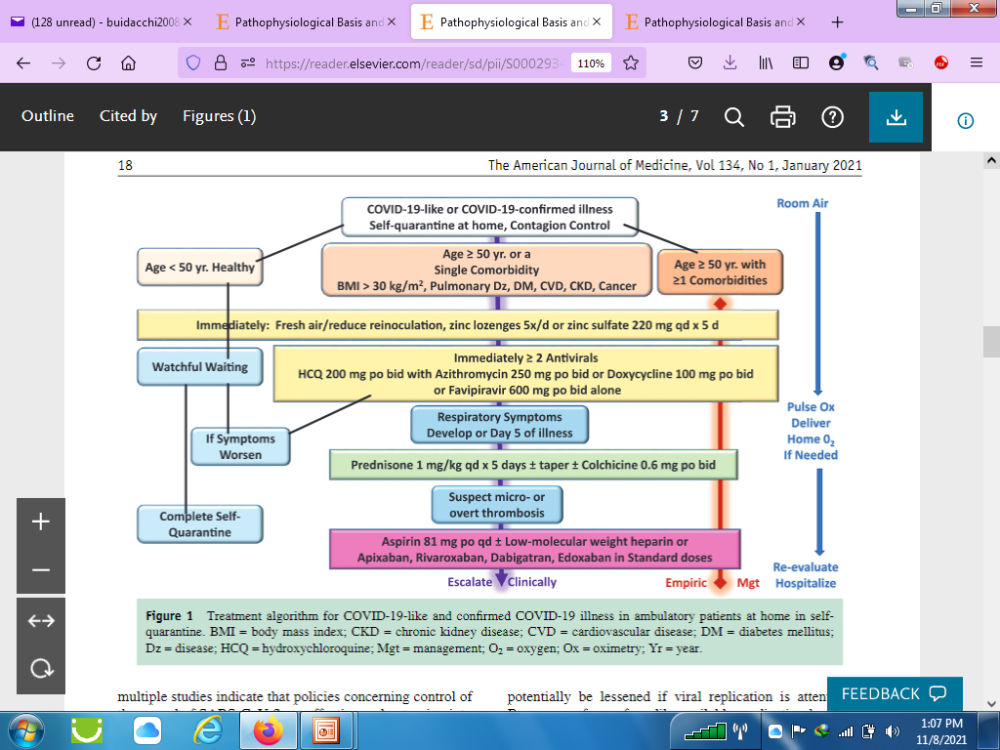 (128 unread) - buidacchi2008
Pathophysiological Basis and
Pathophysiological Basis and
Pathophysiological Basis and
https://reader.elsevier.com/reader/sd/pii/S000293
110%
Outline
Cited by
Figures (1)
3 / 7
18
The American Journal of Medicine, Vol 134, No 1, January 2021
COVID-19-like or COVID-19-confirmed illness
Self-quarantine at home, Contagion Control
Room Air
Age < 50 yr. Healthy
Age ≥ 50 yr. or a
Single Comorbidity
BMI > 30 kg/m², Pulmonary Dz, DM, CVD, CKD, Cancer
Age ≥ 50 yr. with
≥1 Comorbidities
Immediately: Fresh air/reduce reinoculation, zinc lozenges 5x/d or zinc sulfate 220 mg qd x 5 d
Watchful Waiting
Immediately ≥ 2 Antivirals
HCQ 200 mg po bid with Azithromycin 250 mg po bid or Doxycycline 100 mg po bid
or Favipiravir 600 mg po bid alone
Pulse Ox
Deliver
Home 0₂
If Needed
Respiratory Symptoms
Develop or Day 5 of illness
If Symptoms
Worsen
Prednisone 1 mg/kg qd x 5 days ± taper ± Colchicine 0.6 mg po bid
Suspect micro- or
overt thrombosis
Complete Self-
Quarantine
Aspirin 81 mg po qd ± Low-molecular weight heparin or
Apixaban, Rivaroxaban, Dabigatran, Edoxaban in Standard doses
Escalate Clinically
Empiric Mgt
Re-evaluate
Hospitalize
Figure 1 Treatment algorithm for COVID-19-like and confirmed COVID-19 illness in ambulatory patients at home in self-
quarantine. BMI = body mass index; CKD = chronic kidney disease; CVD = cardiovascular disease; DM = diabetes mellitus;
Dz = disease; HCQ = hydroxychloroquine; Mgt = management; O₂ = oxygen; Ox = oximetry; Yr = year.
multiple studies indicate that policies concerning control of
potentially be lessened if viral replication is atten
FEEDBACK
1:07 PM
11/8/2021